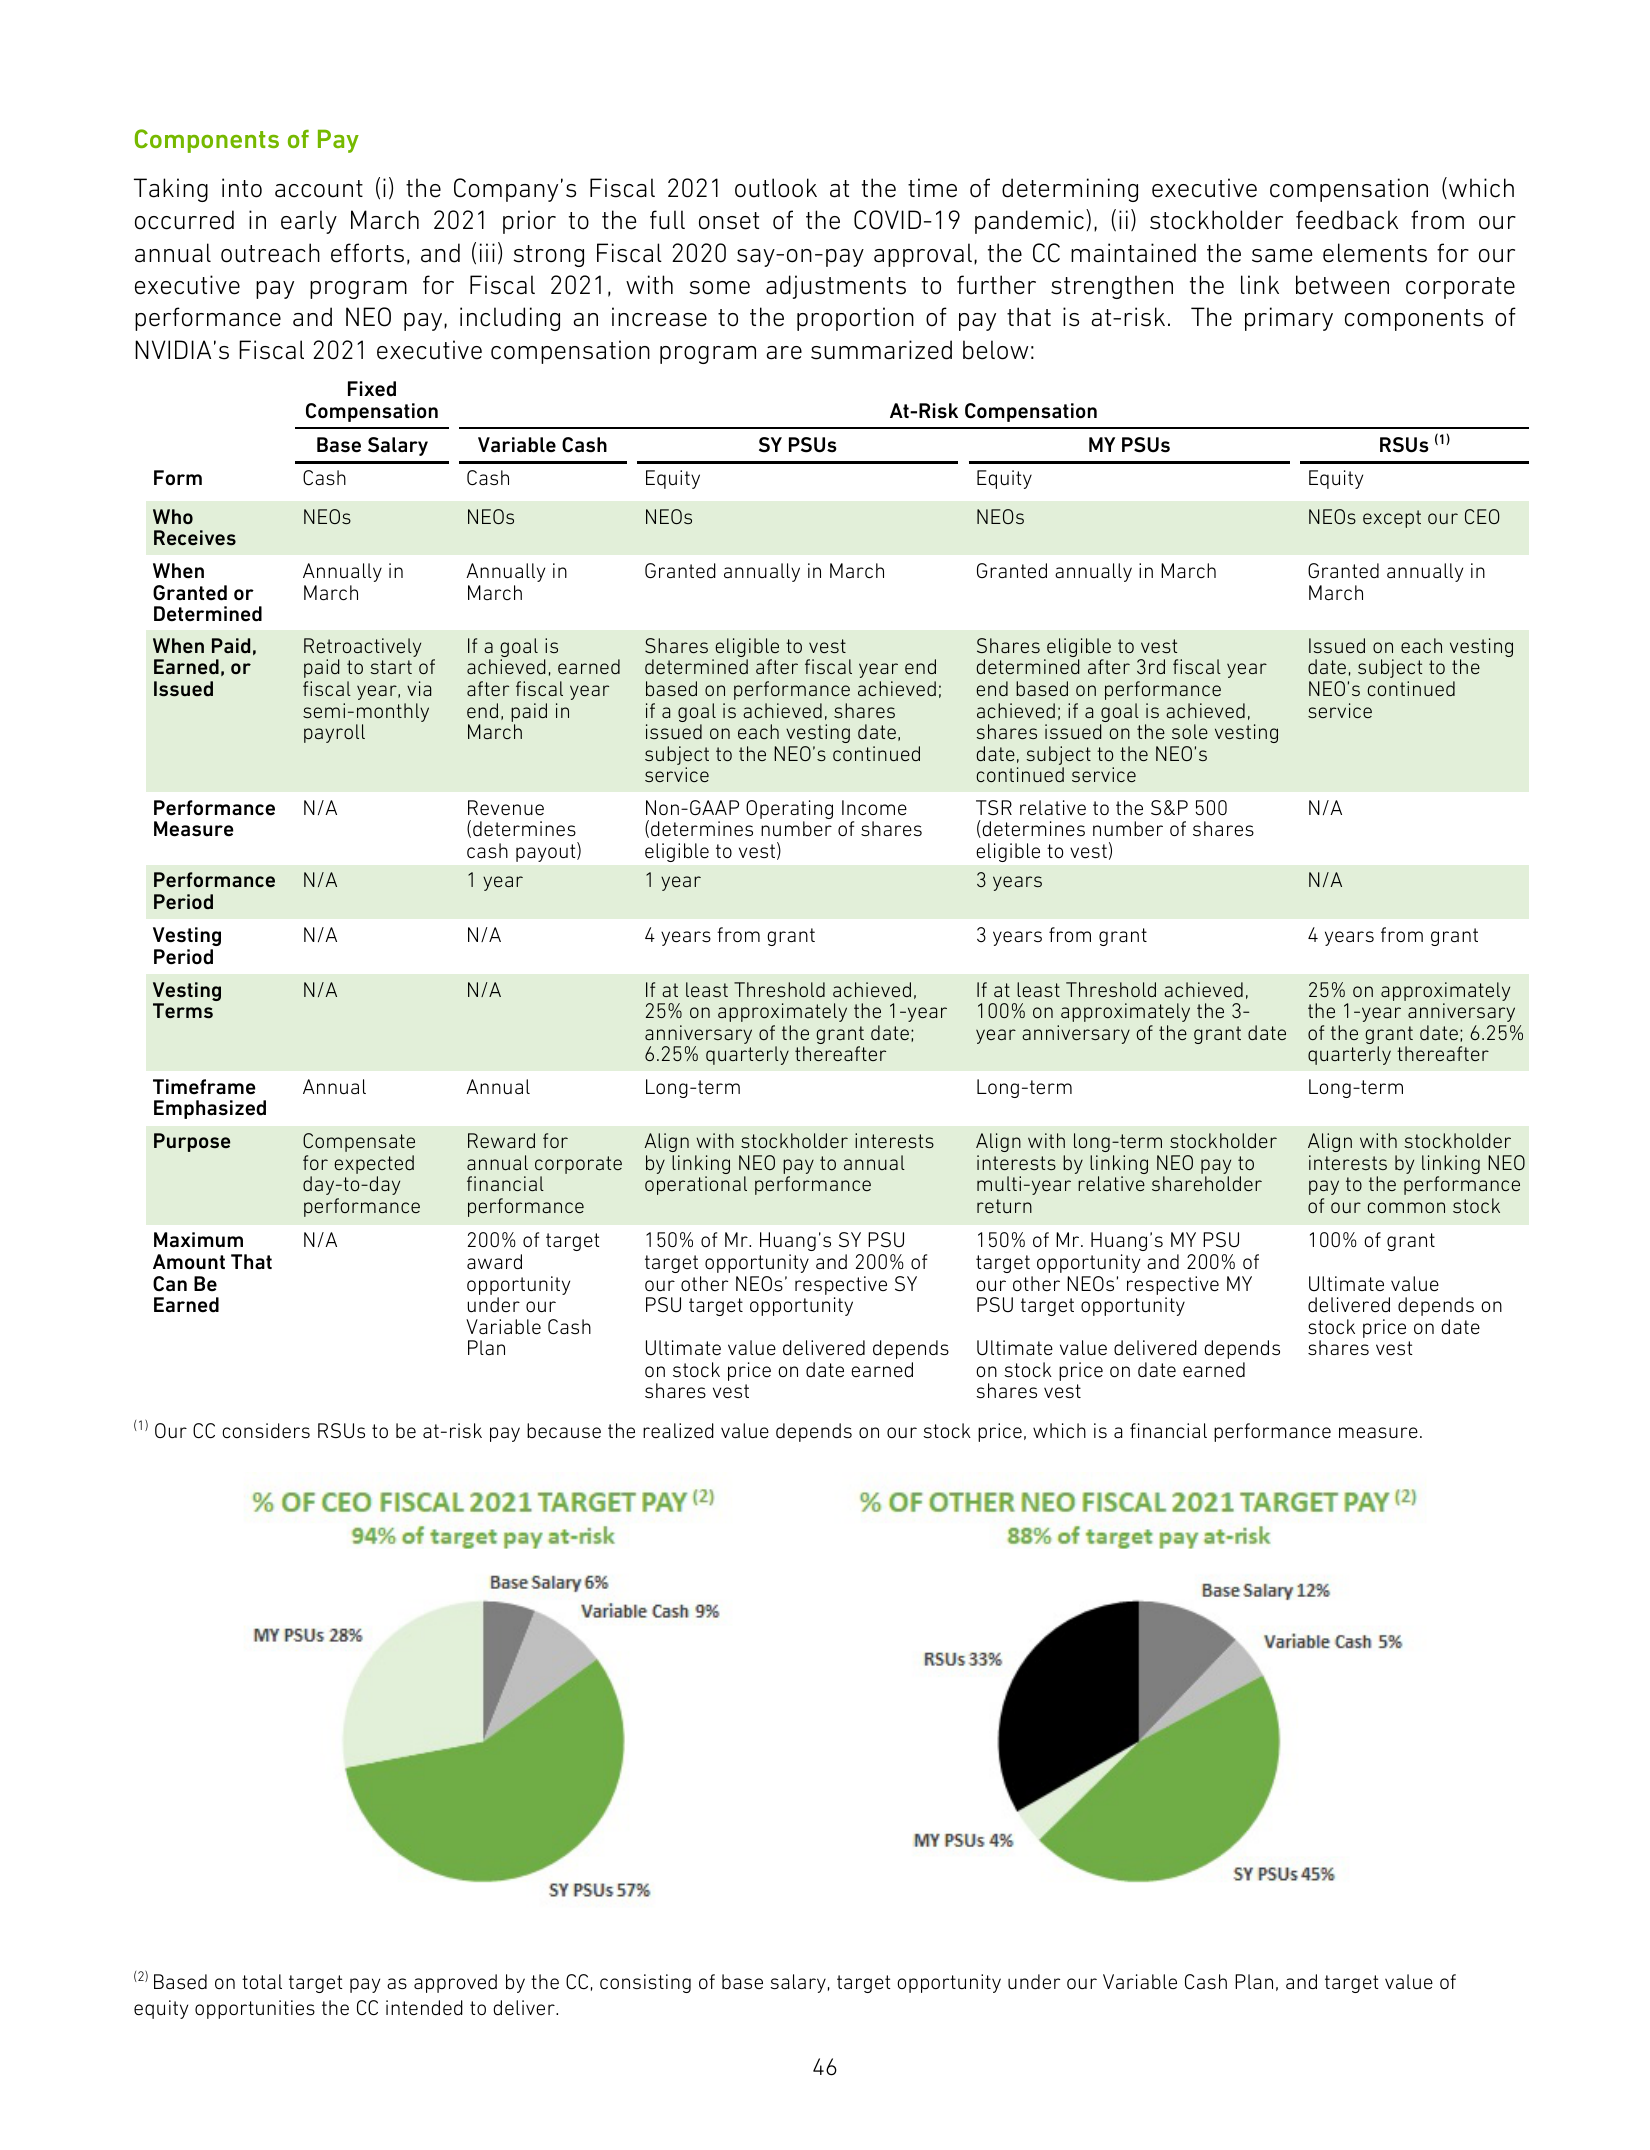 Components of Pay
Taking into account (i) the Company's Fiscal 2021 outlook at the time of determining executive compensation (which
occurred in early March 2021 prior to the full onset of the COVID-19 pandemic), (ii) stockholder feedback from our
annual outreach efforts, and (iii) strong Fiscal 2020 say-on-pay approval, the CC maintained the same elements for our
executive pay program for Fiscal 2021, with some adjustments to further strengthen the link between corporate
performance and NEO pay, including an increase to the proportion of pay that is at-risk. The primary components of
NVIDIA's Fiscal 2021 executive compensation program are summarized below:
Fixed
Compensation At-Risk Compensation
Base Salary Variable Cash SY PSUs MY PSUs RSUs (1)
Form Cash Cash Equity Equity Equity
Who NEOs NEOs NEOs NEOs NEOs except our CEO
Receives
When Annually in Annually in Granted annually in March Granted annually in March Granted annually in
Granted or March March March
Determined
When Paid, Retroactively If a goal is Shares eligible to vest Shares eligible to vest Issued on each vesting
Earned, or paid to start of achieved, earned determined after fiscal year end determined after 3rd fiscal year date, subject to the
Issued fiscal year, via after fiscal year based on performance achieved; end based on performance NEO's continued
semi-monthly end, paid in if a goal is achieved, shares achieved; if a goal is achieved, service
payroll March issued on each vesting date, shares issued on the sole vesting
subject to the NEO's continued date, subject to the NEO's
service continued service
Performance N/A Revenue Non-GAAP Operating Income TSR relative to the S&P 500 N/A
Measure (determines (determines number of shares (determines number of shares
cash payout) eligible to vest) eligible to vest)
Performance N/A 1 year 1 year 3 years N/A
Period
Vesting N/A N/A 4 years from grant 3 years from grant 4 years from grant
Period
Vesting N/A N/A If at least Threshold achieved, If at least Threshold achieved, 25% on approximately
Terms 25% on approximately the 1-year 100% on approximately the 3- the 1-year anniversary
anniversary of the grant date; year anniversary of the grant date of the grant date; 6.25%
6.25% quarterly thereafter quarterly thereafter
Timeframe Annual Annual Long-term Long-term Long-term
Emphasized
Purpose Compensate Reward for Align with stockholder interests Align with long-term stockholder Align with stockholder
for expected annual corporate by linking NEO pay to annual interests by linking NEO pay to interests by linking NEO
day-to-day financial operational performance multi-year relative shareholder pay to the performance
performance performance return of our common stock
Maximum N/A 200% of target 150% of Mr. Huang's SY PSU 150% of Mr. Huang's MY PSU 100% of grant
Amount That award target opportunity and 200% of target opportunity and 200% of
Can Be opportunity our other NEOs' respective SY our other NEOs' respective MY Ultimate value
Earned under our PSU target opportunity PSU target opportunity delivered depends on
Variable Cash stock price on date
Plan Ultimate value delivered depends Ultimate value delivered depends shares vest
on stock price on date earned on stock price on date earned
shares vest shares vest
(1) Our CC considers RSUs to be at-risk pay because the realized value depends on our stock price, which is a financial performance measure.
% OF CEO FISCAL 2021 TARGET PAY (2)
94% of target pay at-risk
Base Salary 6%
Variable Cash 9%
MY PSUs 28%
SY PSUs 57%
% OF OTHER NEO FISCAL 2021 TARGET PAY (2)
88% of target pay at-risk
Base Salary 12%
Variable Cash 5%
RSUs 33%
MY PSUs 4%
SY PSUs 45%
(2) Based on total target pay as approved by the CC, consisting of base salary, target opportunity under our Variable Cash Plan, and target value of
equity opportunities the CC intended to deliver.
46